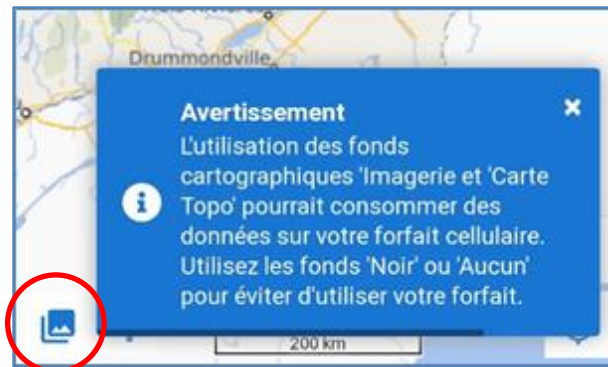 Drummondville
Avertissement
L'utilisation des fonds
cartographiques 'Imagerie et 'Carte
Topo' pourrait consommer des
données sur votre forfait cellulaire.
Utilisez les fonds 'Noir' ou 'Aucun'
pour éviter d'utiliser votre forfait.
200 km